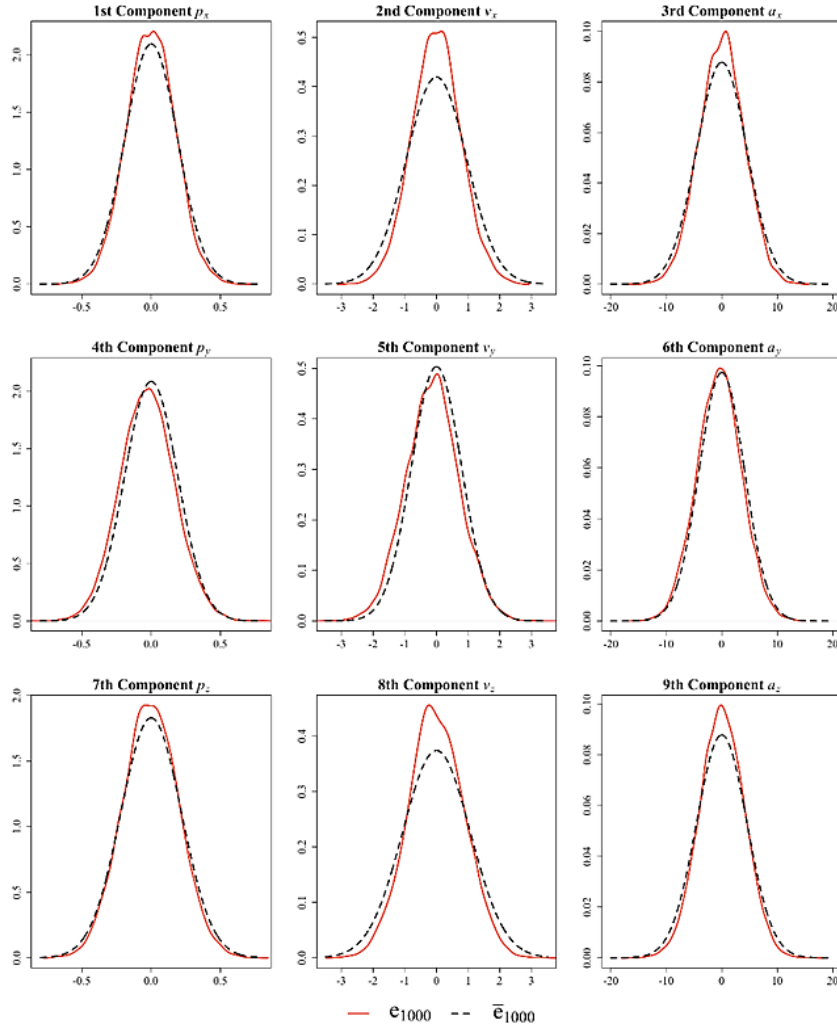 1st Component pₓ
2nd Component vₓ
3rd Component aₓ
0.0 0.5 1.0 1.5 2.0
-0.5 0.0 0.5
0.0 0.1 0.2 0.3 0.4 0.5
-3 -2 -1 0 1 2 3
0.00 0.02 0.04 0.06 0.08 0.10
-20 -10 0 10 20
4th Component p_y
5th Component v_y
6th Component a_y
0.0 0.5 1.0 1.5 2.0
-0.5 0.0 0.5
0.0 0.1 0.2 0.3 0.4 0.5
-3 -2 -1 0 1 2 3
0.00 0.02 0.04 0.06 0.08 0.10
-20 -10 0 10 20
7th Component p_z
8th Component v_z
9th Component a_z
0.0 0.5 1.0 1.5 2.0
-0.5 0.0 0.5
0.0 0.1 0.2 0.3 0.4
-3 -2 -1 0 1 2 3
0.00 0.02 0.04 0.06 0.08 0.10
-20 -10 0 10 20
e₁₀₀₀ ē₁₀₀₀